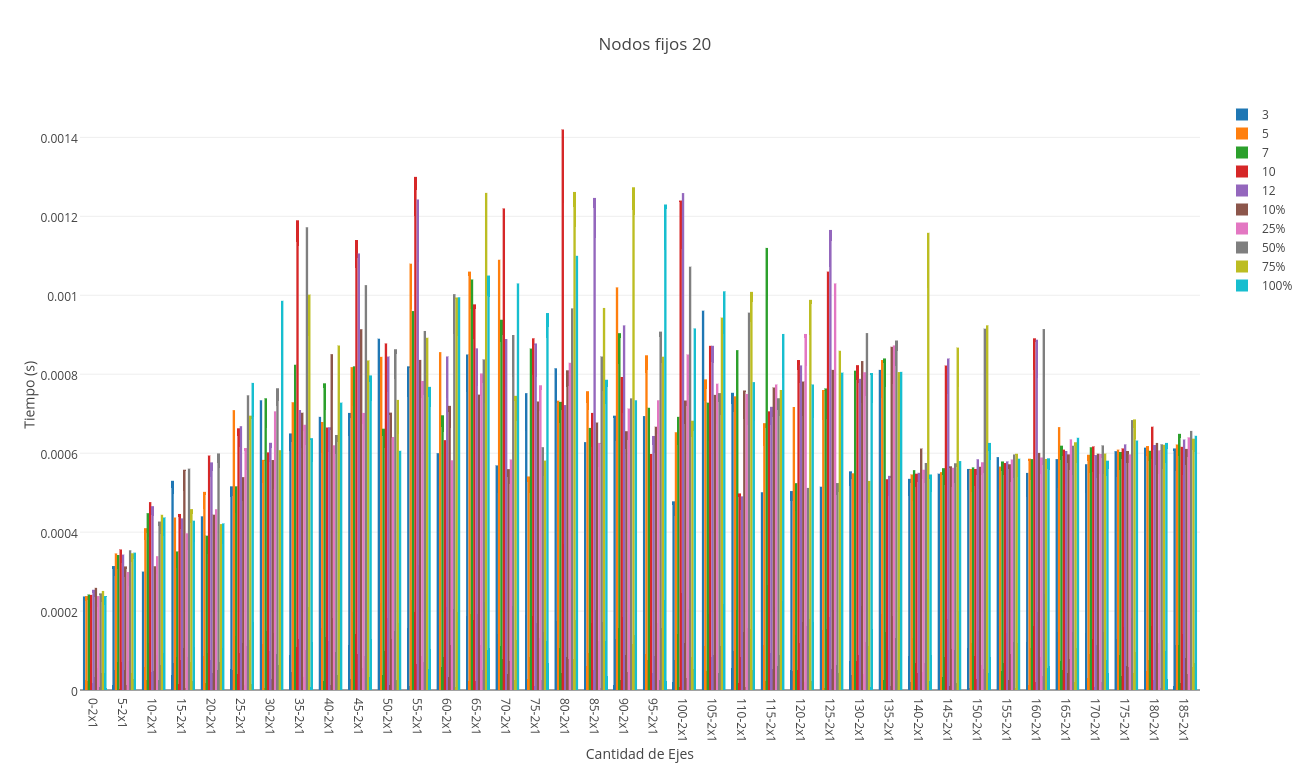 Nodos fijos 20
3
5
7
10
12
10%
25%
50%
75%
100%
Tiempo (s)
0.0014
0.0012
0.001
0.0008
0.0006
0.0004
0.0002
0
0-2x1
5-2x1
10-2x1
15-2x1
20-2x1
25-2x1
30-2x1
35-2x1
40-2x1
45-2x1
50-2x1
55-2x1
60-2x1
65-2x1
70-2x1
75-2x1
80-2x1
85-2x1
90-2x1
95-2x1
100-2x1
105-2x1
110-2x1
115-2x1
120-2x1
125-2x1
130-2x1
135-2x1
140-2x1
145-2x1
150-2x1
155-2x1
160-2x1
165-2x1
170-2x1
175-2x1
180-2x1
185-2x1
Cantidad de Ejes